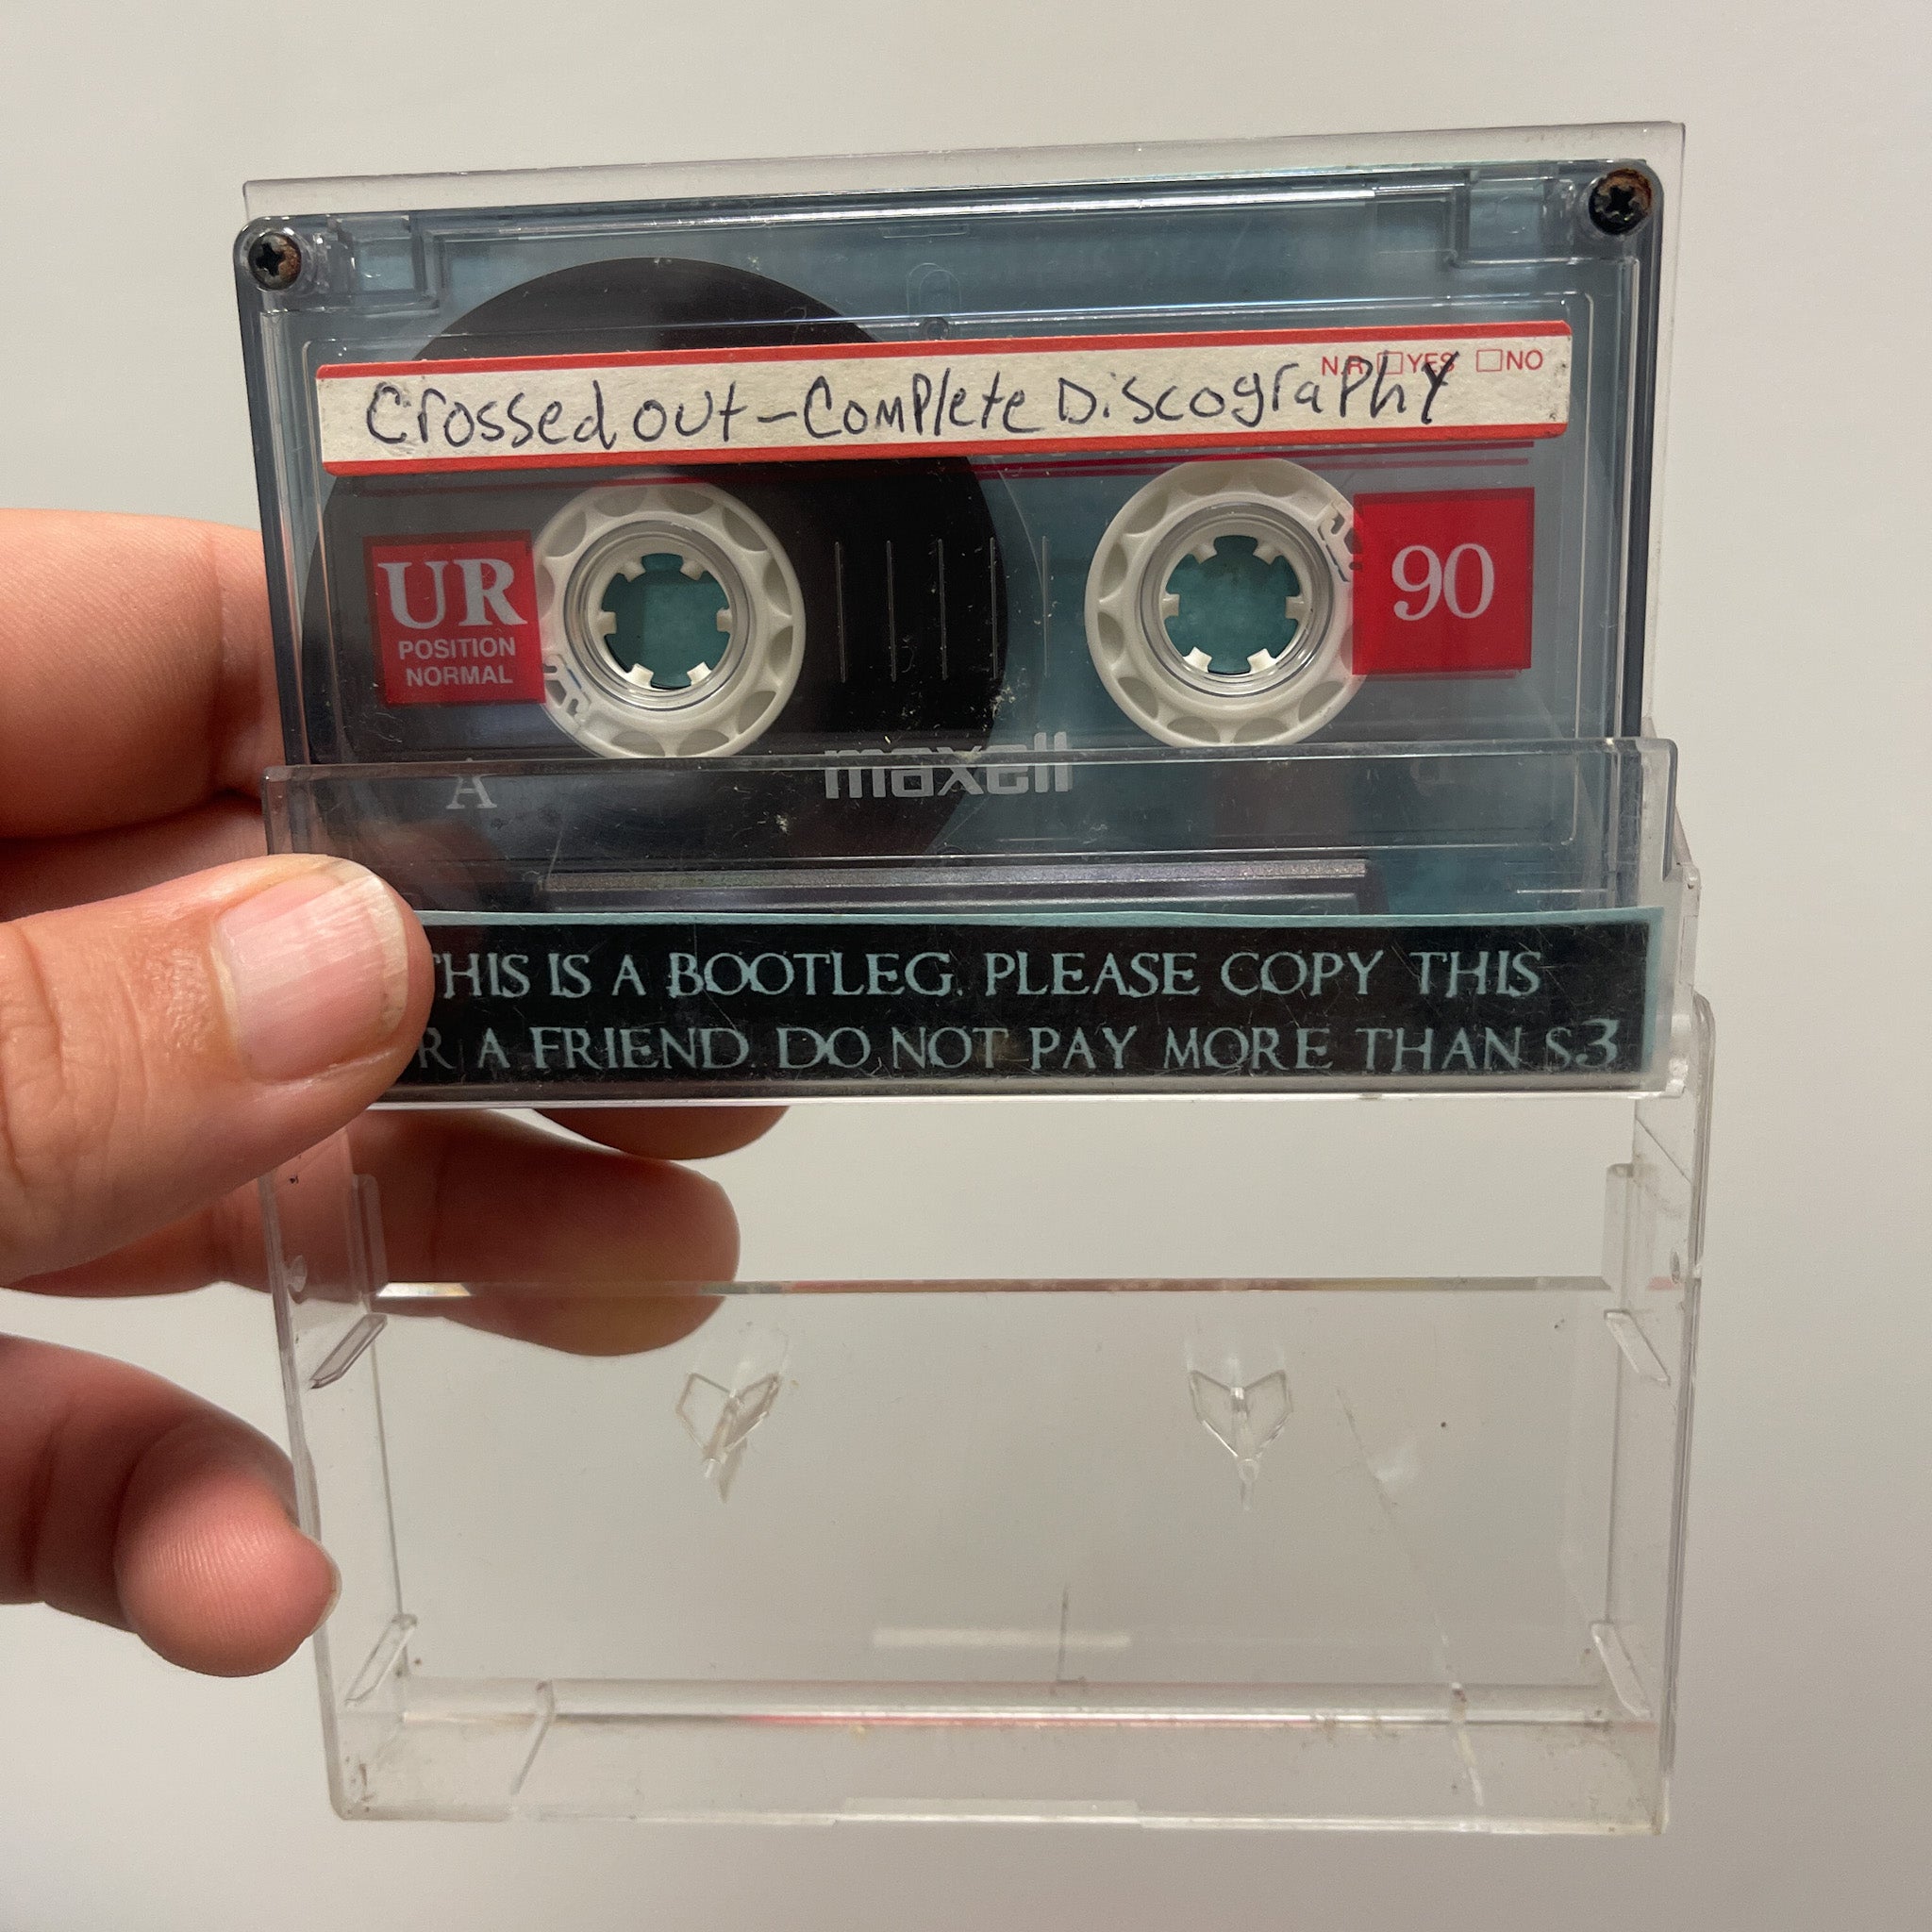 N.R. YES NO
Crossed out - Complete Discography
UR
POSITION
NORMAL
90
A
maxell
THIS IS A BOOTLEG. PLEASE COPY THIS
R A FRIEND. DO NOT PAY MORE THAN $3